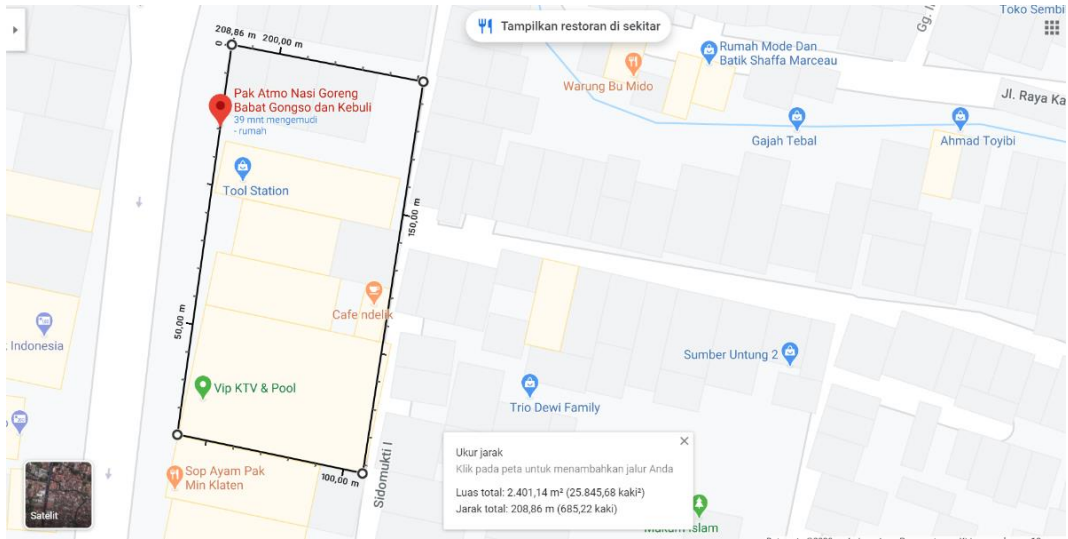 Toko Sembi
Tampilkan restoran di sekitar
208,86 m
200,00 m
0
Rumah Mode Dan
Batik Shaffa Marceau
Warung Bu Mido
Jl. Raya Ka
Pak Atmo Nasi Goreng
Babat Gongso dan Kebuli
39 mnt mengemudi
- rumah
Gajah Tebal
Ahmad Toyibi
Tool Station
150,00 m
Cafe ndelik
50,00 m
Indonesia
Sumber Untung 2
Vip KTV & Pool
Trio Dewi Family
Sidomukti I
Sop Ayam Pak
Min Klaten
100,00 m
Satelit
Ukur jarak
Klik pada peta untuk menambahkan jalur Anda
Luas total: 2.401,14 m² (25.845,68 kaki²)
Jarak total: 208,86 m (685,22 kaki)